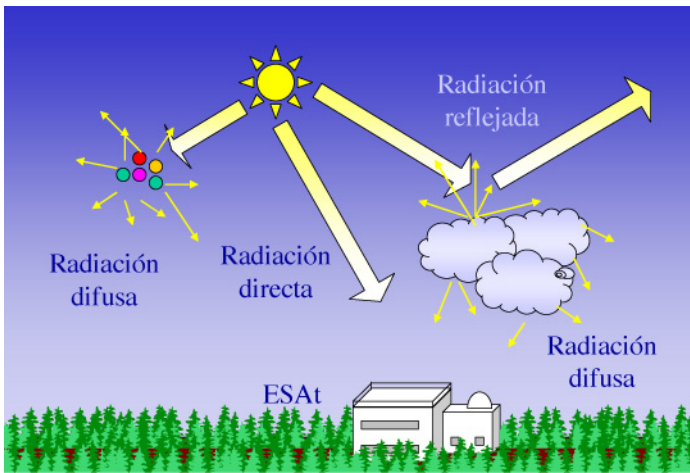 Radiación
reflejada
Radiación
difusa
Radiación
directa
Radiación
difusa
ESAt